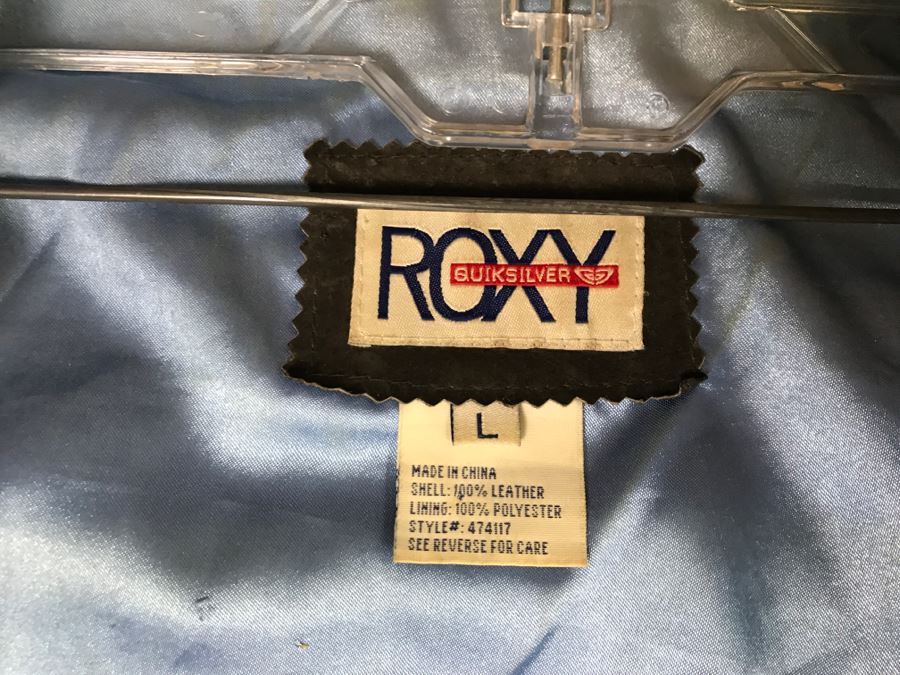 ROXY
QUIKSILVER
L
MADE IN CHINA
SHELL: 100% LEATHER
LINING: 100% POLYESTER
STYLE#: 474117
SEE REVERSE FOR CARE